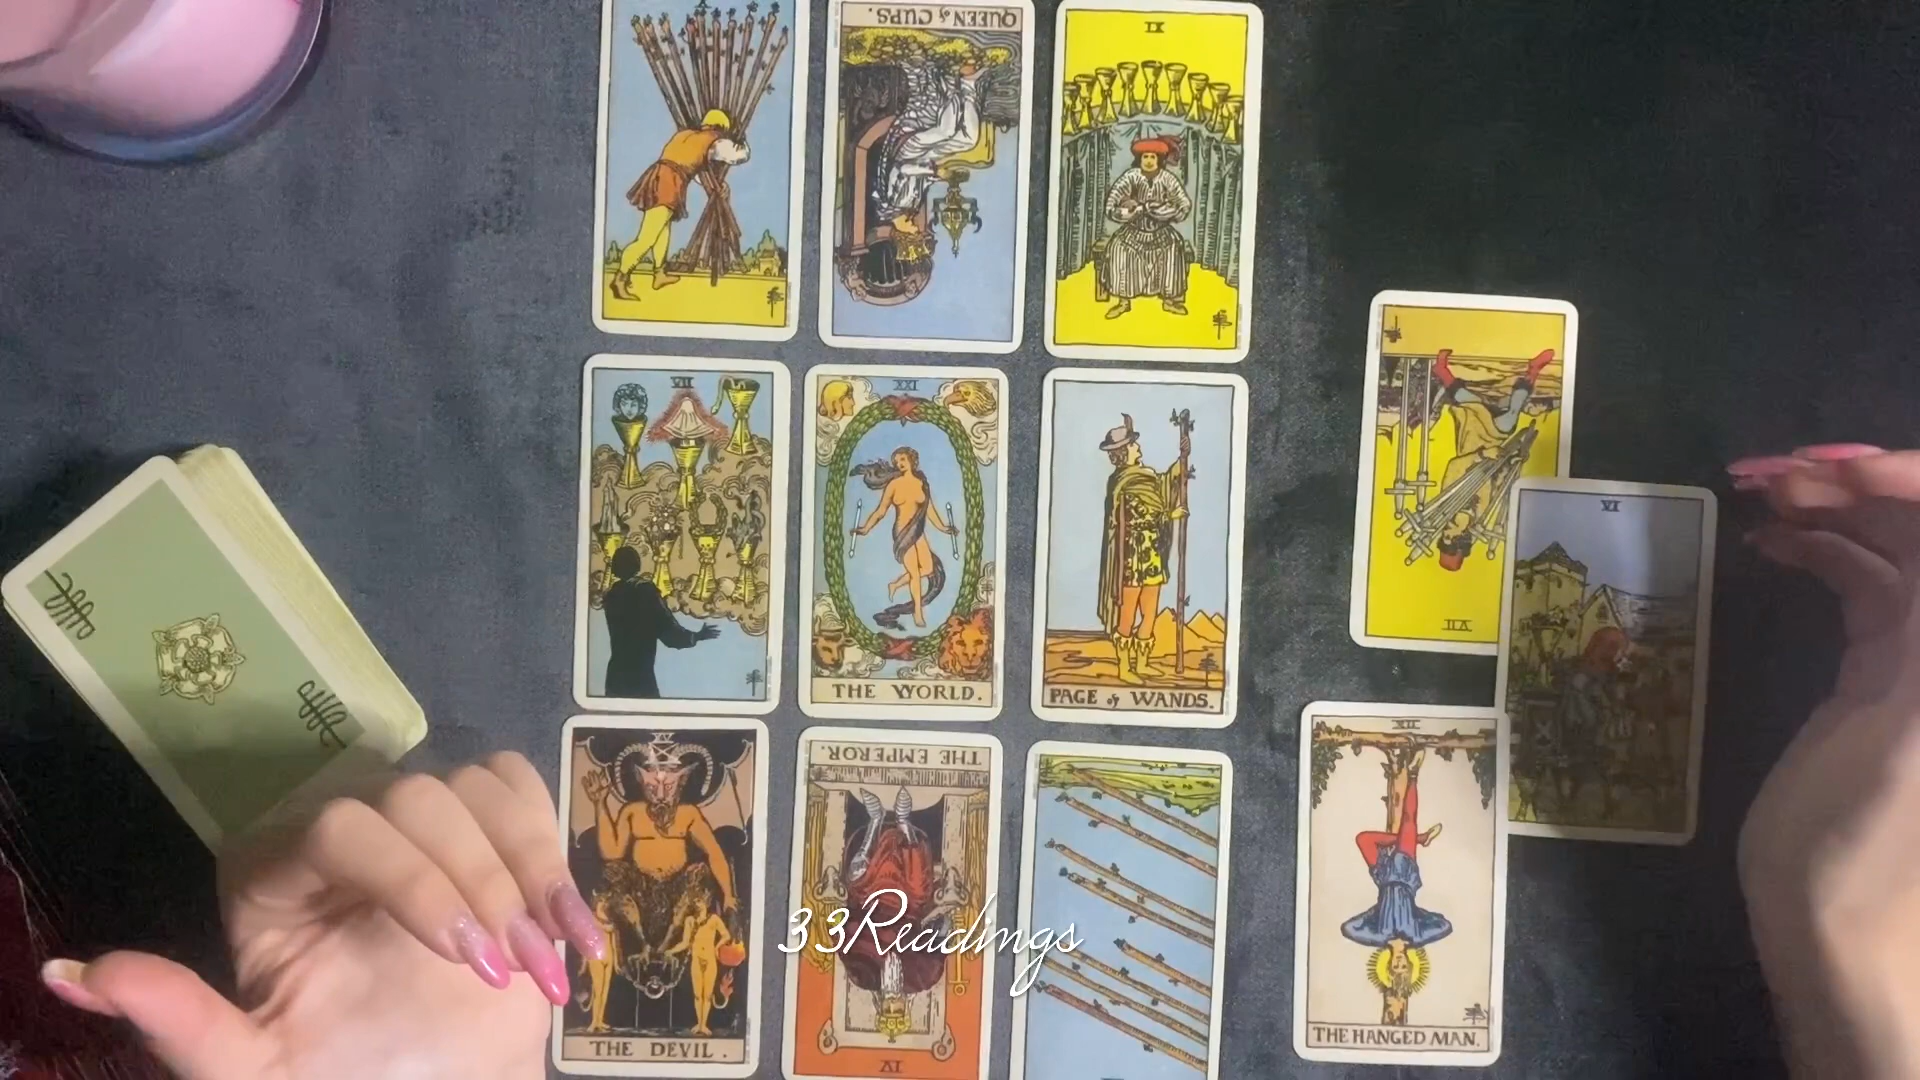 X
QUEEN of CUPS.
IX
VII
XXI
THE WORLD.
PAGE of WANDS.
VII
VI
XV
THE DEVIL.
THE EMPEROR.
IV
XII
THE HANGED MAN.
33Readings